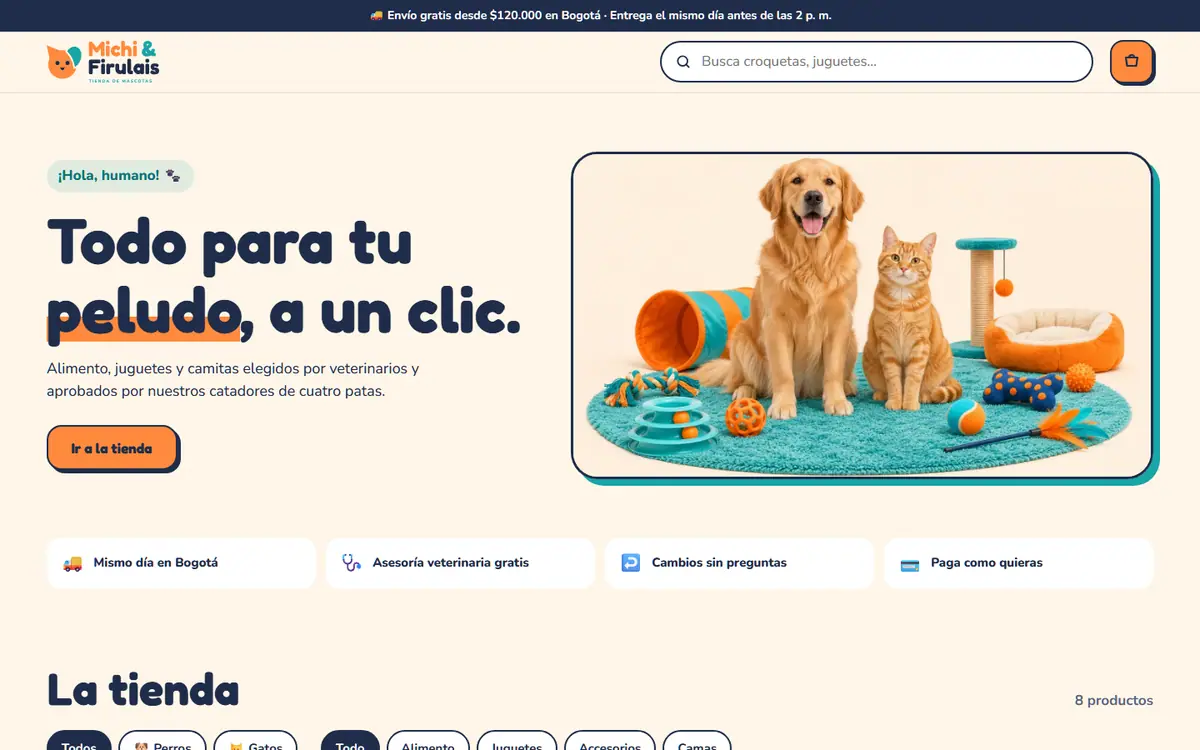 🚚 Envío gratis desde $120.000 en Bogotá · Entrega el mismo día antes de las 2 p. m.
Michi &
Firulais
TIENDA DE MASCOTAS
Busca croquetas, juguetes...
¡Hola, humano! 🐾
Todo para tu
peludo, a un clic.
Alimento, juguetes y camitas elegidos por veterinarios y
aprobados por nuestros catadores de cuatro patas.
Ir a la tienda
🚚 Mismo día en Bogotá
🩺 Asesoría veterinaria gratis
↩️ Cambios sin preguntas
💳 Paga como quieras
La tienda
8 productos
Todos 🐶 Perros 🐱 Gatos Todo Alimento Juguetes Accesorios Camas